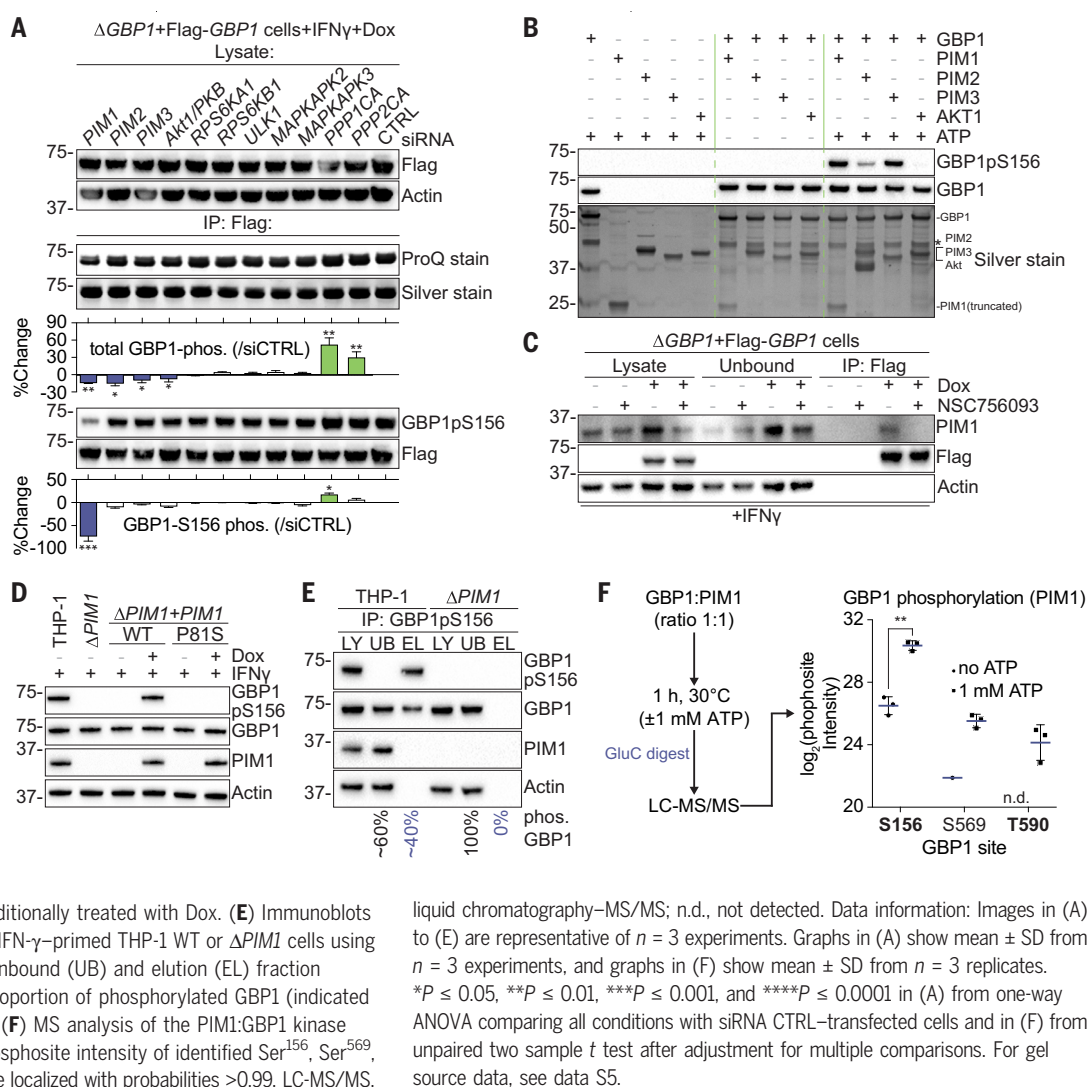 A
ΔGBP1+Flag-GBP1 cells+IFNγ+Dox
Lysate:
PIM1 PIM2 PIM3 Akt1/PKB RPS6KA1 RPS6KB1 ULK1 MAPKAPK2 MAPKAPK3 PPP1CA PPP2CA CTRL siRNA
75- Flag
37- Actin
IP: Flag:
75- ProQ stain
75- Silver stain
%Change
90
60
30
0
-30
total GBP1-phos. (/siCTRL)
** * * * ** **
75- GBP1pS156
75- Flag
%Change
50
0
-50
-100
GBP1-S156 phos. (/siCTRL)
*** *
B
+ – – – – + + + + + + + + GBP1
– + – – – + – – – + – – – PIM1
– – + – – – + – – – + – – PIM2
– – – + – – – + – – – + – PIM3
– – – – + – – – + – – – + AKT1
+ + + + + – – – – + + + + ATP
75- GBP1pS156
75- GBP1
75-
50-
37-
25-
-GBP1
* PIM2
PIM3
Akt
-PIM1(truncated)
Silver stain
C
ΔGBP1+Flag-GBP1 cells
Lysate Unbound IP: Flag
– – + + – – + + – – + + Dox
– + – + – + – + – + – + NSC756093
37- PIM1
75- Flag
37- Actin
+IFNγ
D
THP-1 ΔPIM1 ΔPIM1+PIM1
WT P81S
– – – + – + Dox
+ + + + + + IFNγ
75- GBP1 pS156
75- GBP1
37- PIM1
37- Actin
E
THP-1 ΔPIM1
IP: GBP1pS156
LY UB EL LY UB EL
75- GBP1 pS156
75- GBP1
37- PIM1
37- Actin
~60% ~40% 100% 0% phos. GBP1
F
GBP1:PIM1
(ratio 1:1)
1 h, 30°C
(±1 mM ATP)
GluC digest
LC-MS/MS
GBP1 phosphorylation (PIM1)
log2(phophosite Intensity)
32
28
24
20
**
no ATP
1 mM ATP
n.d.
S156 S569 T590
GBP1 site
ditionally treated with Dox. (E) Immunoblots
IFN-γ–primed THP-1 WT or ΔPIM1 cells using
nbound (UB) and elution (EL) fraction
oportion of phosphorylated GBP1 (indicated
(F) MS analysis of the PIM1:GBP1 kinase
osphosite intensity of identified Ser156, Ser569,
e localized with probabilities >0.99. LC-MS/MS,
liquid chromatography–MS/MS; n.d., not detected. Data information: Images in (A)
to (E) are representative of n = 3 experiments. Graphs in (A) show mean ± SD from
n = 3 experiments, and graphs in (F) show mean ± SD from n = 3 replicates.
*P ≤ 0.05, **P ≤ 0.01, ***P ≤ 0.001, and ****P ≤ 0.0001 in (A) from one-way
ANOVA comparing all conditions with siRNA CTRL–transfected cells and in (F) from
unpaired two sample t test after adjustment for multiple comparisons. For gel
source data, see data S5.